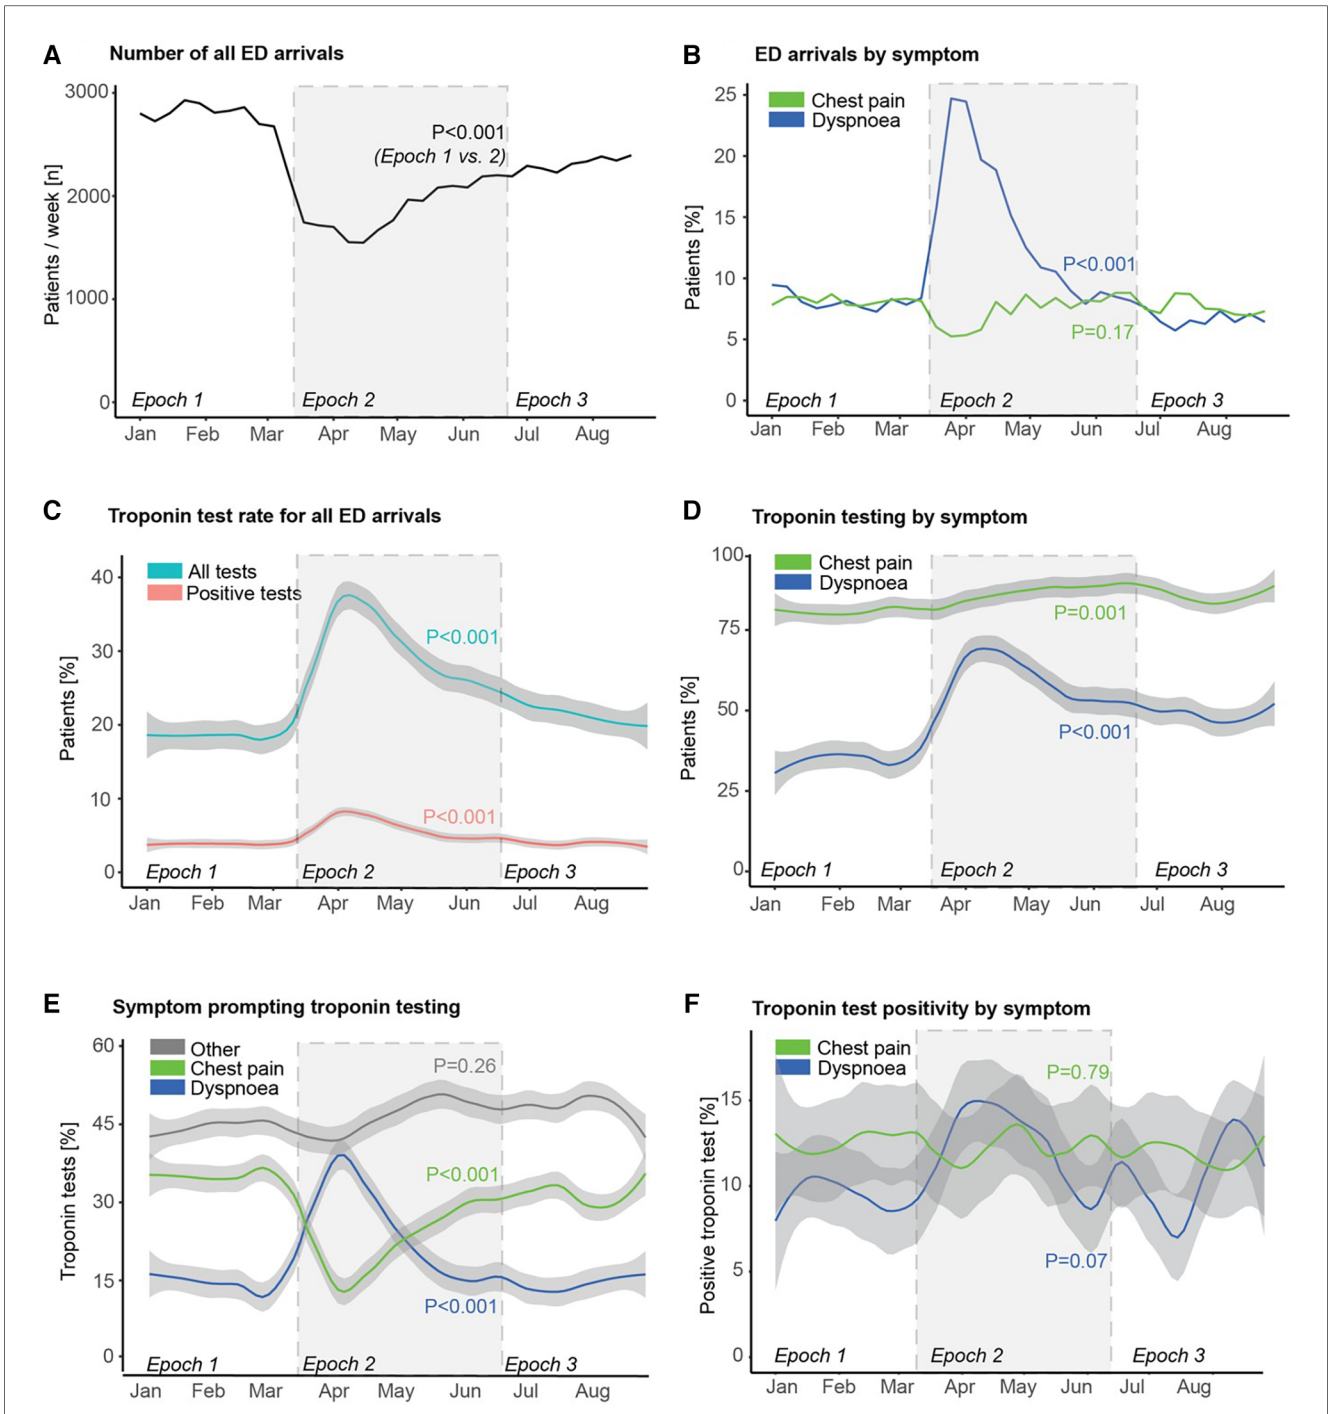 A
Number of all ED arrivals
3000
2000
1000
0
Patients / week [n]
P<0.001
(Epoch 1 vs. 2)
Epoch 1
Epoch 2
Epoch 3
Jan Feb Mar Apr May Jun Jul Aug
B
ED arrivals by symptom
25
20
15
10
5
0
Patients [%]
Chest pain
Dyspnoea
P<0.001
P=0.17
Epoch 1
Epoch 2
Epoch 3
Jan Feb Mar Apr May Jun Jul Aug
C
Troponin test rate for all ED arrivals
40
30
20
10
0
Patients [%]
All tests
Positive tests
P<0.001
P<0.001
Epoch 1
Epoch 2
Epoch 3
Jan Feb Mar Apr May Jun Jul Aug
D
Troponin testing by symptom
100
75
50
25
0
Patients [%]
Chest pain
Dyspnoea
P=0.001
P<0.001
Epoch 1
Epoch 2
Epoch 3
Jan Feb Mar Apr May Jun Jul Aug
E
Symptom prompting troponin testing
60
45
30
15
0
Troponin tests [%]
Other
Chest pain
Dyspnoea
P=0.26
P<0.001
P<0.001
Epoch 1
Epoch 2
Epoch 3
Jan Feb Mar Apr May Jun Jul Aug
F
Troponin test positivity by symptom
15
10
5
0
Positive troponin test [%]
Chest pain
Dyspnoea
P=0.79
P=0.07
Epoch 1
Epoch 2
Epoch 3
Jan Feb Mar Apr May Jun Jul Aug